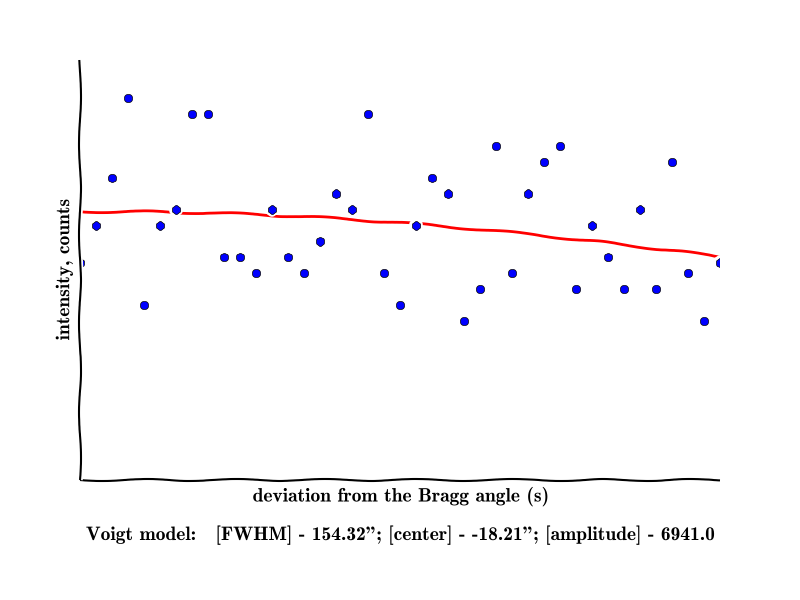 intensity, counts
deviation from the Bragg angle (s)
Voigt model: [FWHM] - 154.32”; [center] - -18.21”; [amplitude] - 6941.0